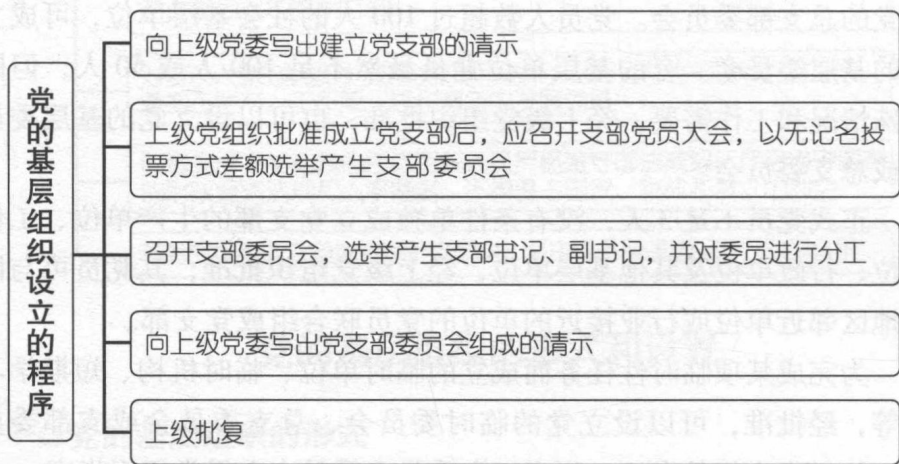 党的基层组织设立的程序
向上级党委写出建立党支部的请示
上级党组织批准成立党支部后，应召开支部党员大会，以无记名投
票方式差额选举产生支部委员会
召开支部委员会，选举产生支部书记、副书记，并对委员进行分工
向上级党委写出党支部委员会组成的请示
上级批复